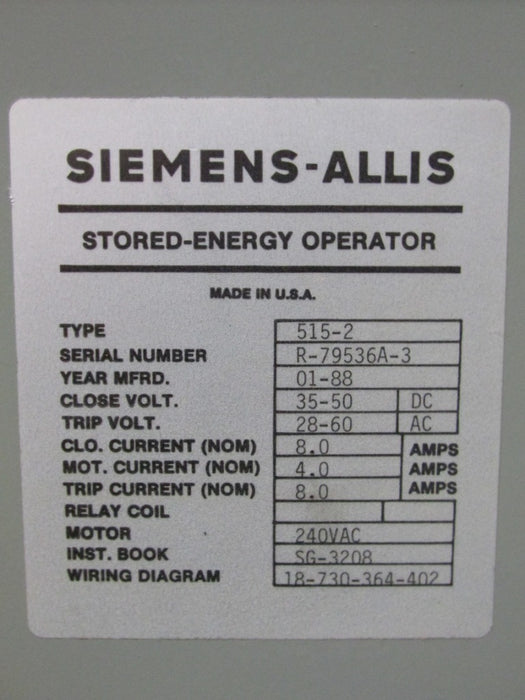 SIEMENS-ALLIS
STORED-ENERGY OPERATOR
MADE IN U.S.A.
TYPE 515-2
SERIAL NUMBER R-79536A-3
YEAR MFRD. 01-88
CLOSE VOLT. 35-50 DC
TRIP VOLT. 28-60 AC
CLO. CURRENT (NOM) 8.0 AMPS
MOT. CURRENT (NOM) 4.0 AMPS
TRIP CURRENT (NOM) 8.0 AMPS
RELAY COIL
MOTOR 240VAC
INST. BOOK SG-3208
WIRING DIAGRAM 18-730-364-402